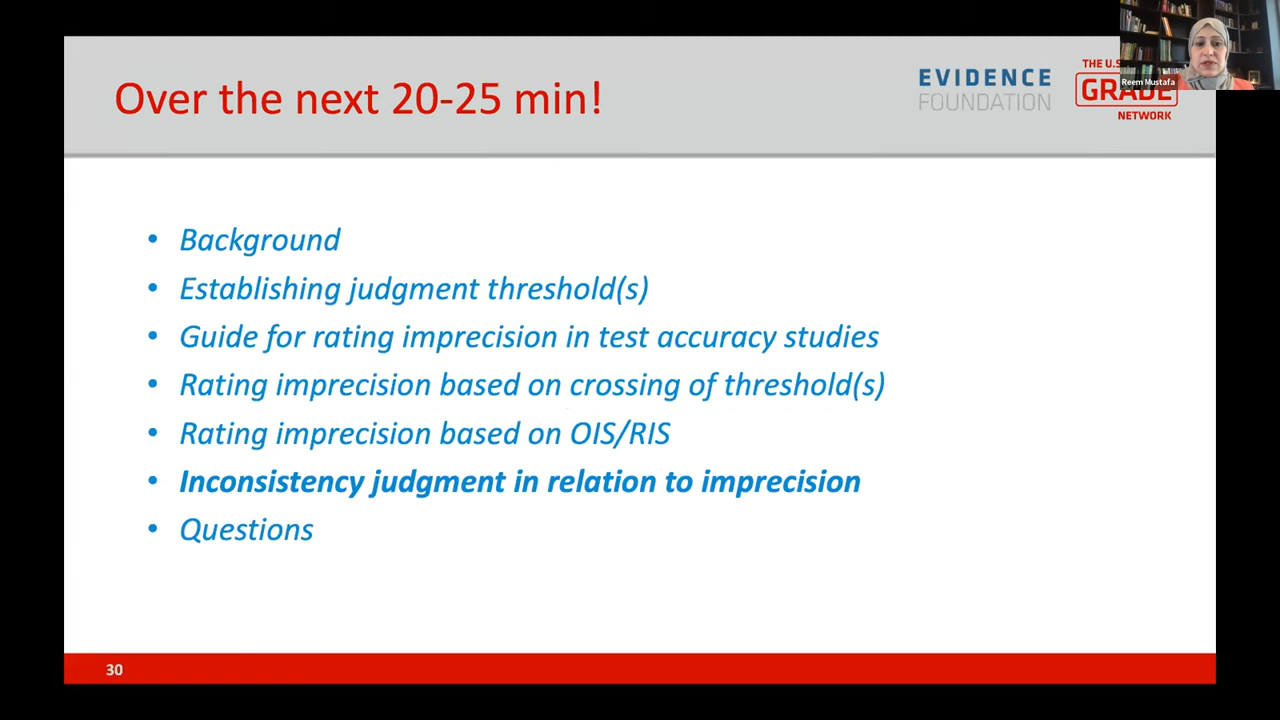 Over the next 20-25 min!
EVIDENCE
FOUNDATION
THE U.S.
GRADE
NETWORK
Reem Mustafa
• Background
• Establishing judgment threshold(s)
• Guide for rating imprecision in test accuracy studies
• Rating imprecision based on crossing of threshold(s)
• Rating imprecision based on OIS/RIS
• Inconsistency judgment in relation to imprecision
• Questions
30